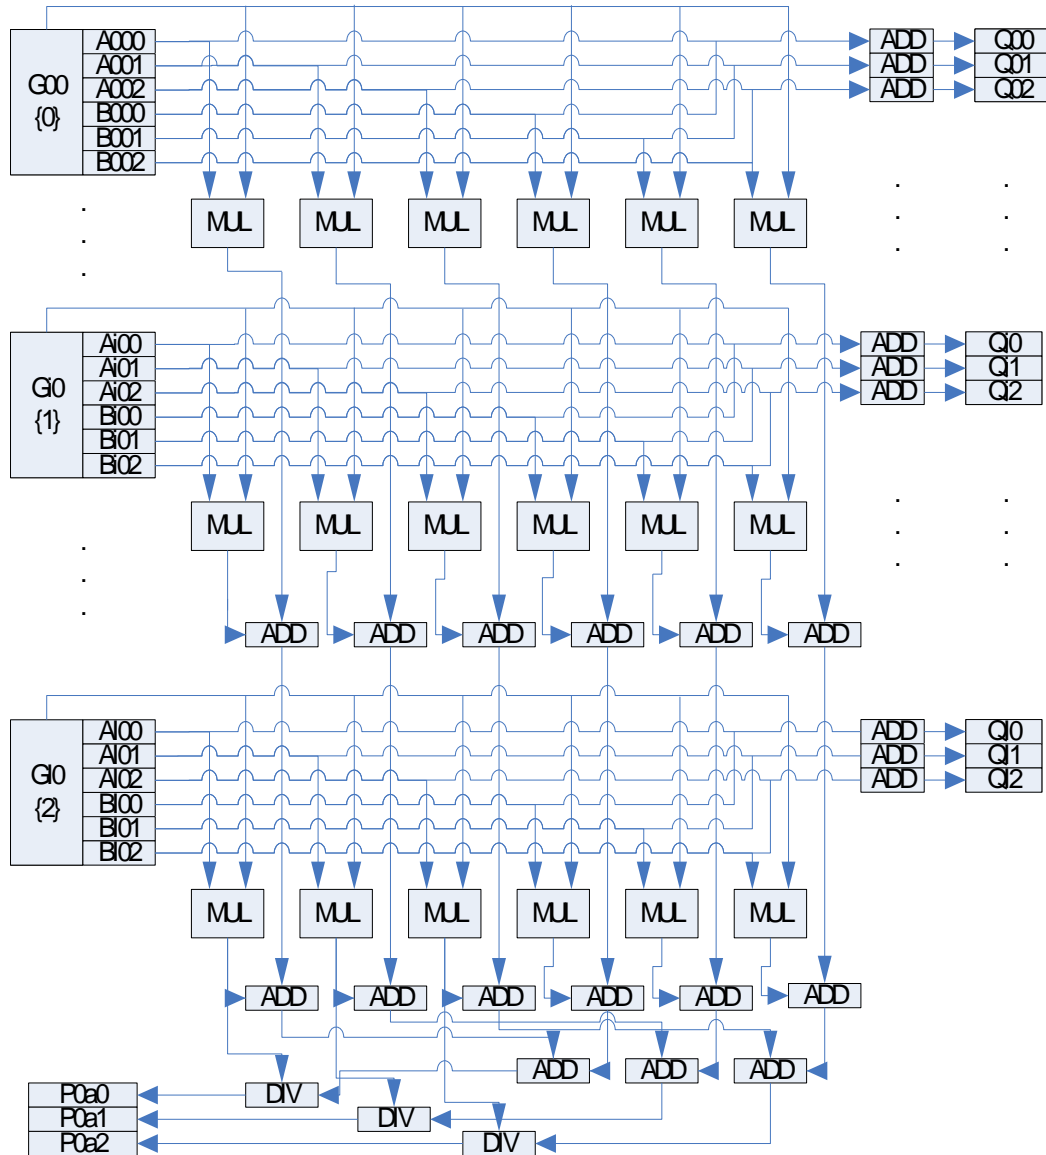 A000 ADD Q00
A001 ADD Q01
A002 ADD Q02
G00
{0}
B000
B001
B002
MUL MUL MUL MUL MUL MUL
Ai00 ADD Qi0
Ai01 ADD Qi1
Ai02 ADD Qi2
Gi0
{1}
Bi00
Bi01
Bi02
MUL MUL MUL MUL MUL MUL
ADD ADD ADD ADD ADD ADD
Al00 ADD Ql0
Al01 ADD Ql1
Al02 ADD Ql2
Gl0
{2}
Bl00
Bl01
Bl02
MUL MUL MUL MUL MUL MUL
ADD ADD ADD ADD ADD ADD
ADD ADD ADD
P0a0 DIV
P0a1 DIV
P0a2 DIV